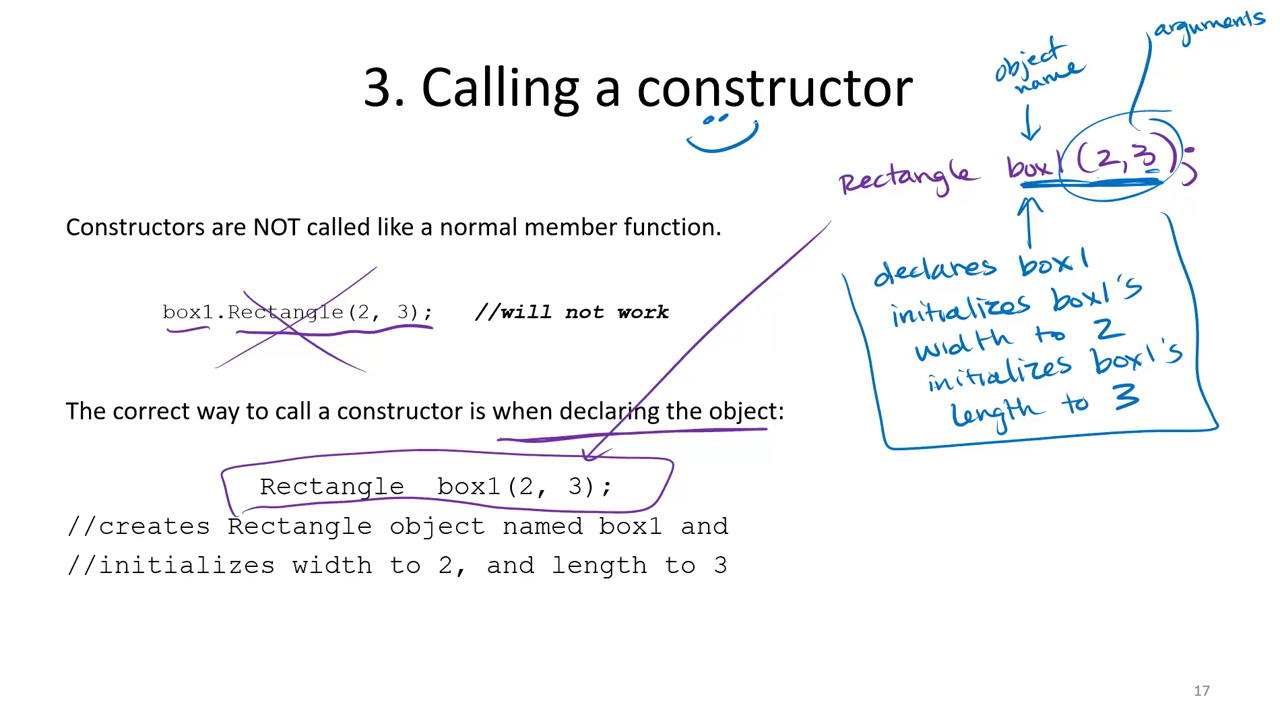 3. Calling a constructor
arguments
object
name
Rectangle box1 (2, 3);
Constructors are NOT called like a normal member function.
box1.Rectangle(2, 3); //will not work
The correct way to call a constructor is when declaring the object:
Rectangle box1(2, 3);
//creates Rectangle object named box1 and
//initializes width to 2, and length to 3
declares box1
initializes box1's
width to 2
initializes box1's
length to 3
17